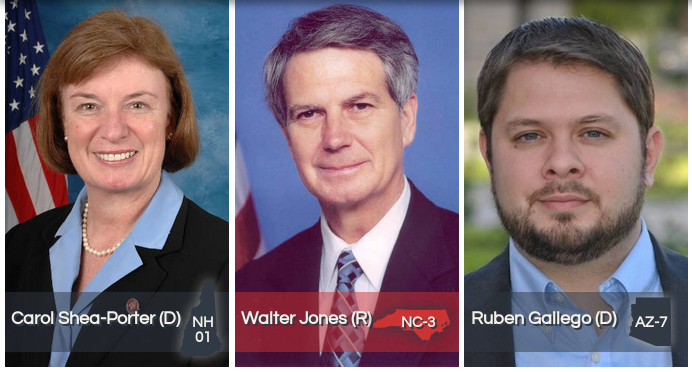 Carol Shea-Porter (D)
NH
01
Walter Jones (R)
NC-3
Ruben Gallego (D)
AZ-7